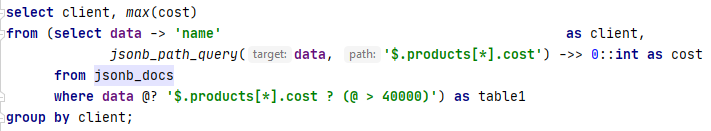 select client, max(cost)
from (select data -> 'name' as client,
jsonb_path_query( target: data, path: '$.products[*].cost') ->> 0::int as cost
from jsonb_docs
where data @? '$.products[*].cost ? (@ > 40000)') as table1
group by client;